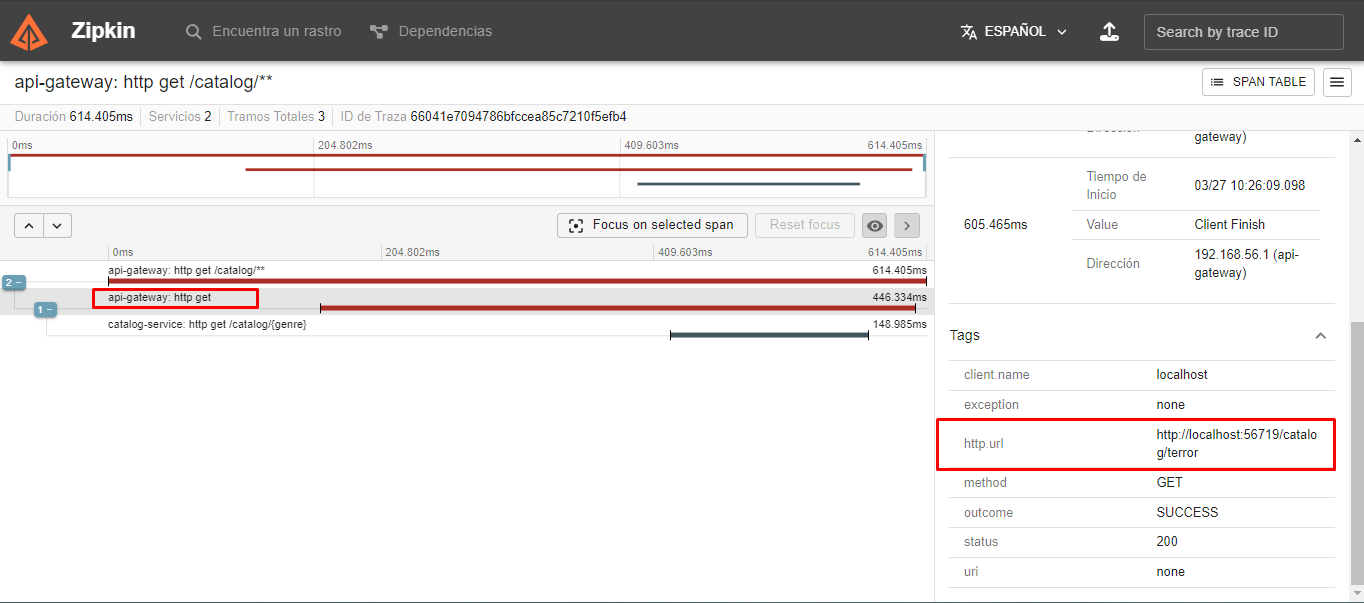 Zipkin
Encuentra un rastro
Dependencias
ESPAÑOL
Search by trace ID
api-gateway: http get /catalog/**
SPAN TABLE
Duración 614.405ms
Servicios 2
Tramos Totales 3
ID de Traza 66041e7094786bfccea85c7210f5efb4
0ms
204.802ms
409.603ms
614.405ms
Focus on selected span
Reset focus
0ms
204.802ms
409.603ms
614.405ms
api-gateway: http get /catalog/**
614.405ms
2 −
api-gateway: http get
446.334ms
1 −
catalog-service: http get /catalog/{genre}
148.985ms
Dirección
gateway)
605.465ms
Tiempo de
Inicio
03/27 10:26:09.098
Value
Client Finish
Dirección
192.168.56.1 (api-
gateway)
Tags
client.name
localhost
exception
none
http.url
http://localhost:56719/catalo
g/terror
method
GET
outcome
SUCCESS
status
200
uri
none